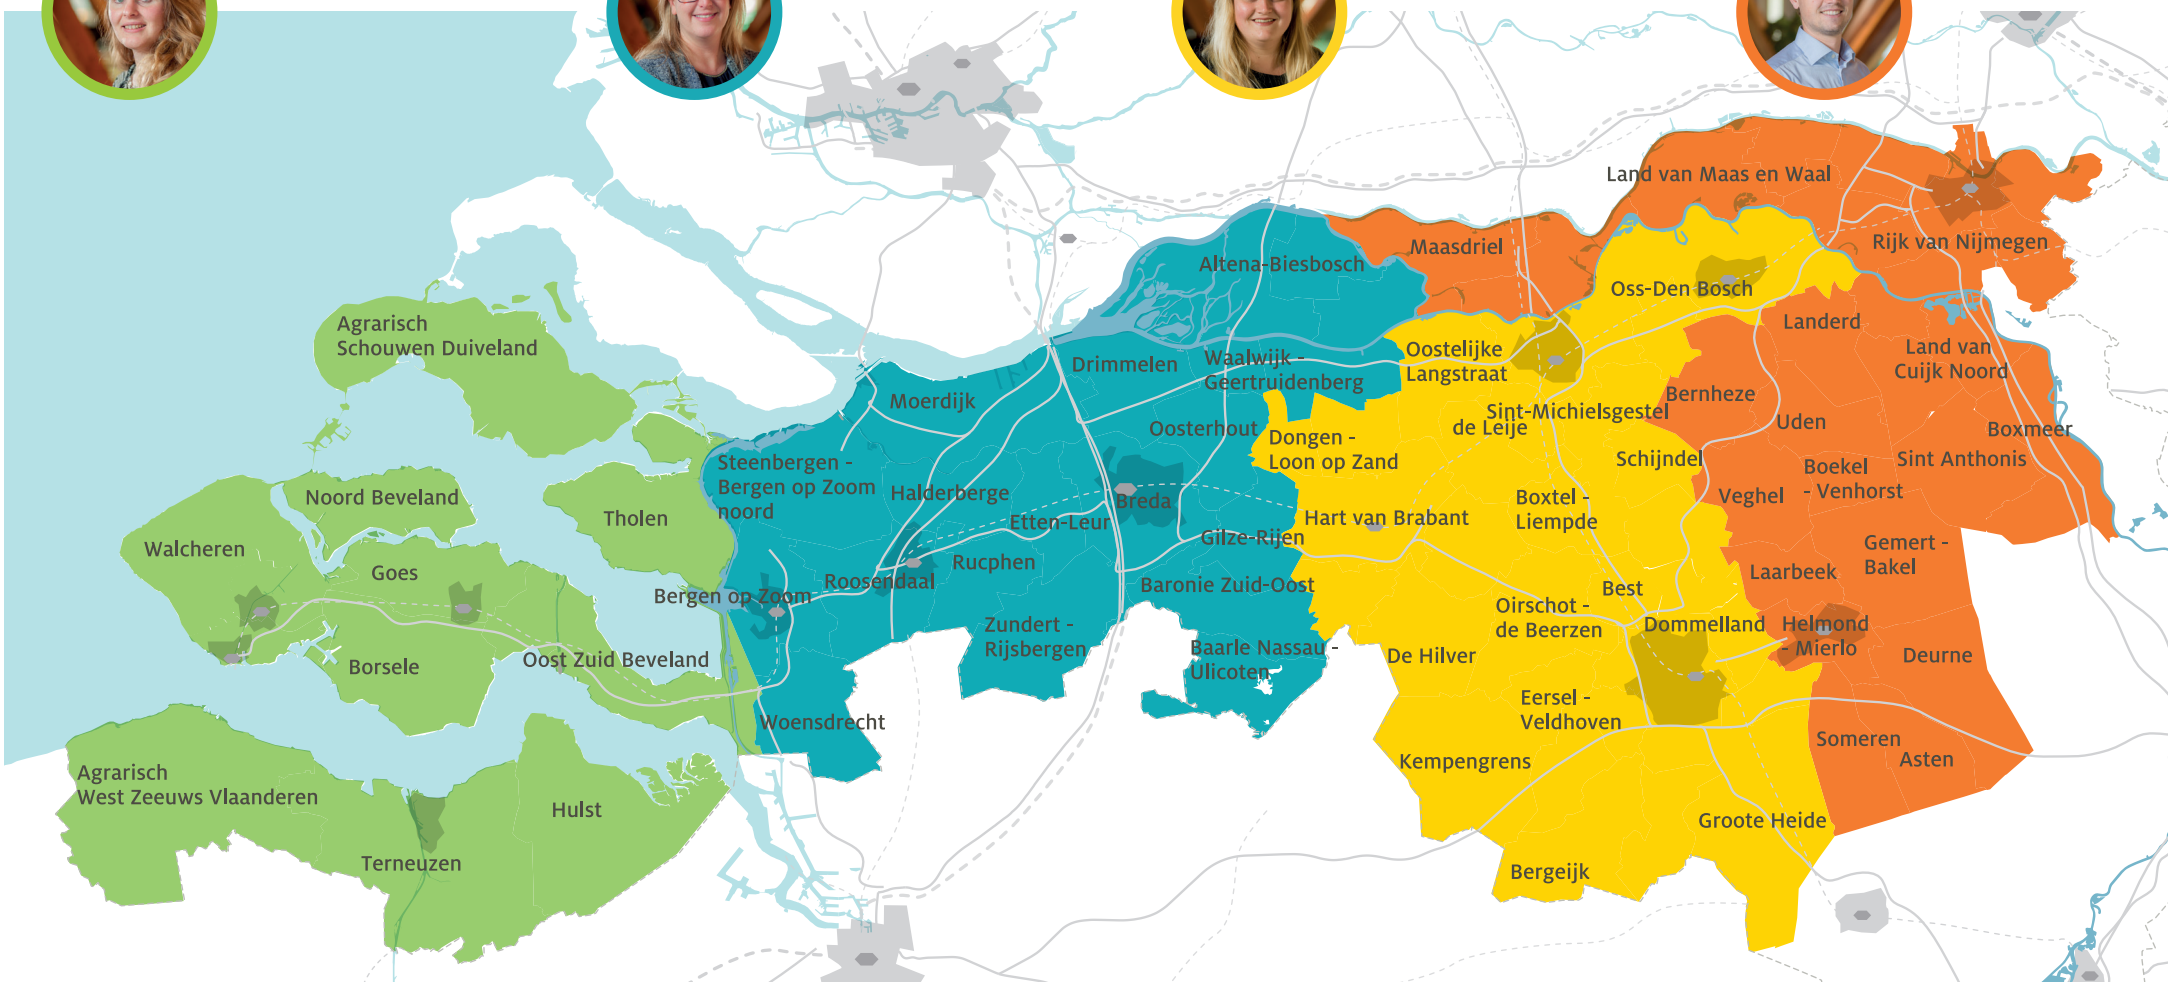 Agrarisch
Schouwen Duiveland
Noord Beveland
Tholen
Walcheren
Goes
Borsele
Oost Zuid Beveland
Agrarisch
West Zeeuws Vlaanderen
Terneuzen
Hulst
Altena-Biesbosch
Drimmelen
Waalwijk -
Geertruidenberg
Moerdijk
Oosterhout
Steenbergen -
Bergen op Zoom
noord
Halderberge
Breda
Etten-Leur
Gilze-Rijen
Rucphen
Roosendaal
Bergen op Zoom
Baronie Zuid-Oost
Zundert -
Rijsbergen
Baarle Nassau -
Ulicoten
Woensdrecht
Oss-Den Bosch
Oostelijke
Langstraat
Sint-Michielsgestel
de Leije
Dongen -
Loon op Zand
Schijndel
Boxtel -
Liempde
Hart van Brabant
Best
Oirschot -
de Beerzen
Dommelland
De Hilver
Eersel -
Veldhoven
Kempengrens
Groote Heide
Bergeijk
Land van Maas en Waal
Maasdriel
Rijk van Nijmegen
Landerd
Land van
Cuijk Noord
Bernheze
Uden
Boxmeer
Boekel
- Venhorst
Sint Anthonis
Veghel
Gemert -
Bakel
Laarbeek
Helmond
- Mierlo
Deurne
Someren
Asten